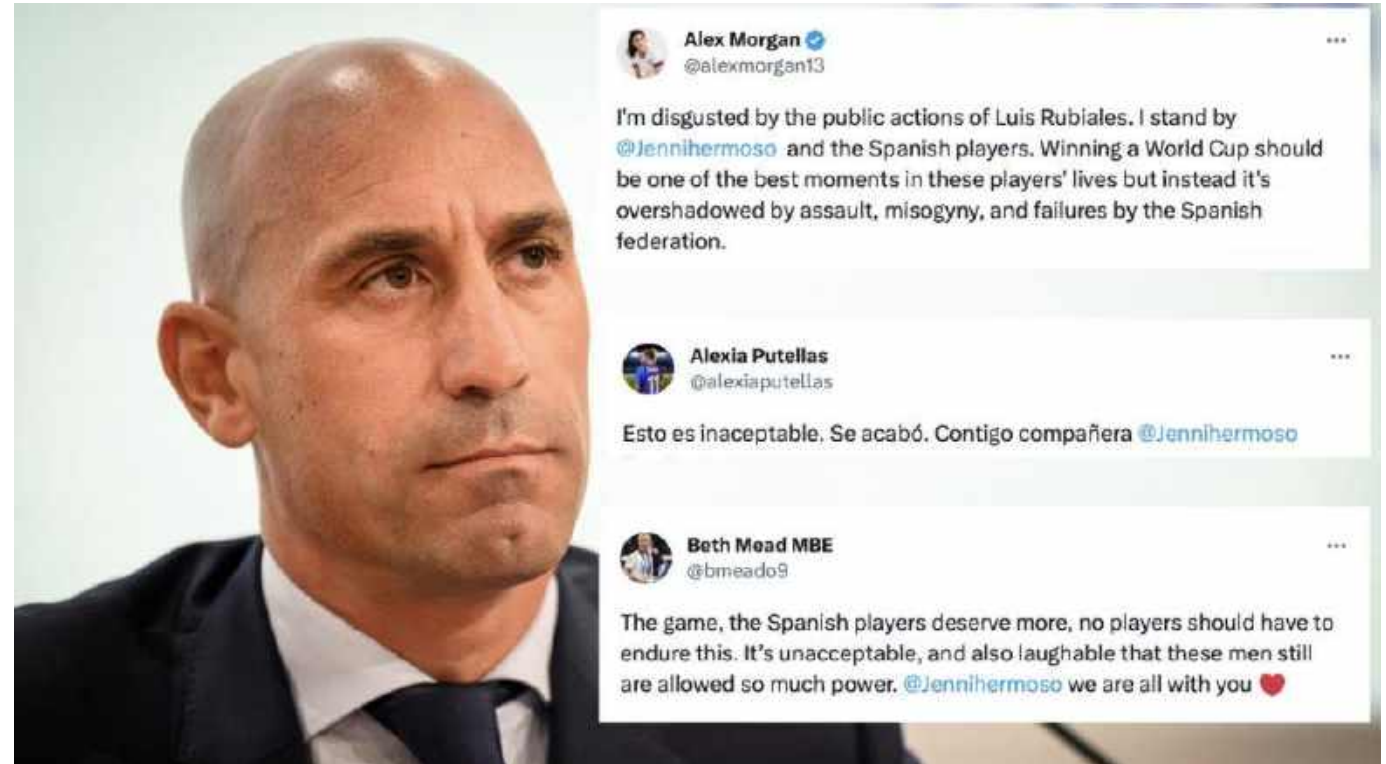 Alex Morgan
@alexmorgan13
I'm disgusted by the public actions of Luis Rubiales. I stand by
@Jennihermoso and the Spanish players. Winning a World Cup should
be one of the best moments in these players' lives but instead it's
overshadowed by assault, misogyny, and failures by the Spanish
federation.
Alexia Putellas
@alexiaputellas
Esto es inaceptable. Se acabó. Contigo compañera @Jennihermoso
Beth Mead MBE
@bmeado9
The game, the Spanish players deserve more, no players should have to
endure this. It's unacceptable, and also laughable that these men still
are allowed so much power. @Jennihermoso we are all with you ❤